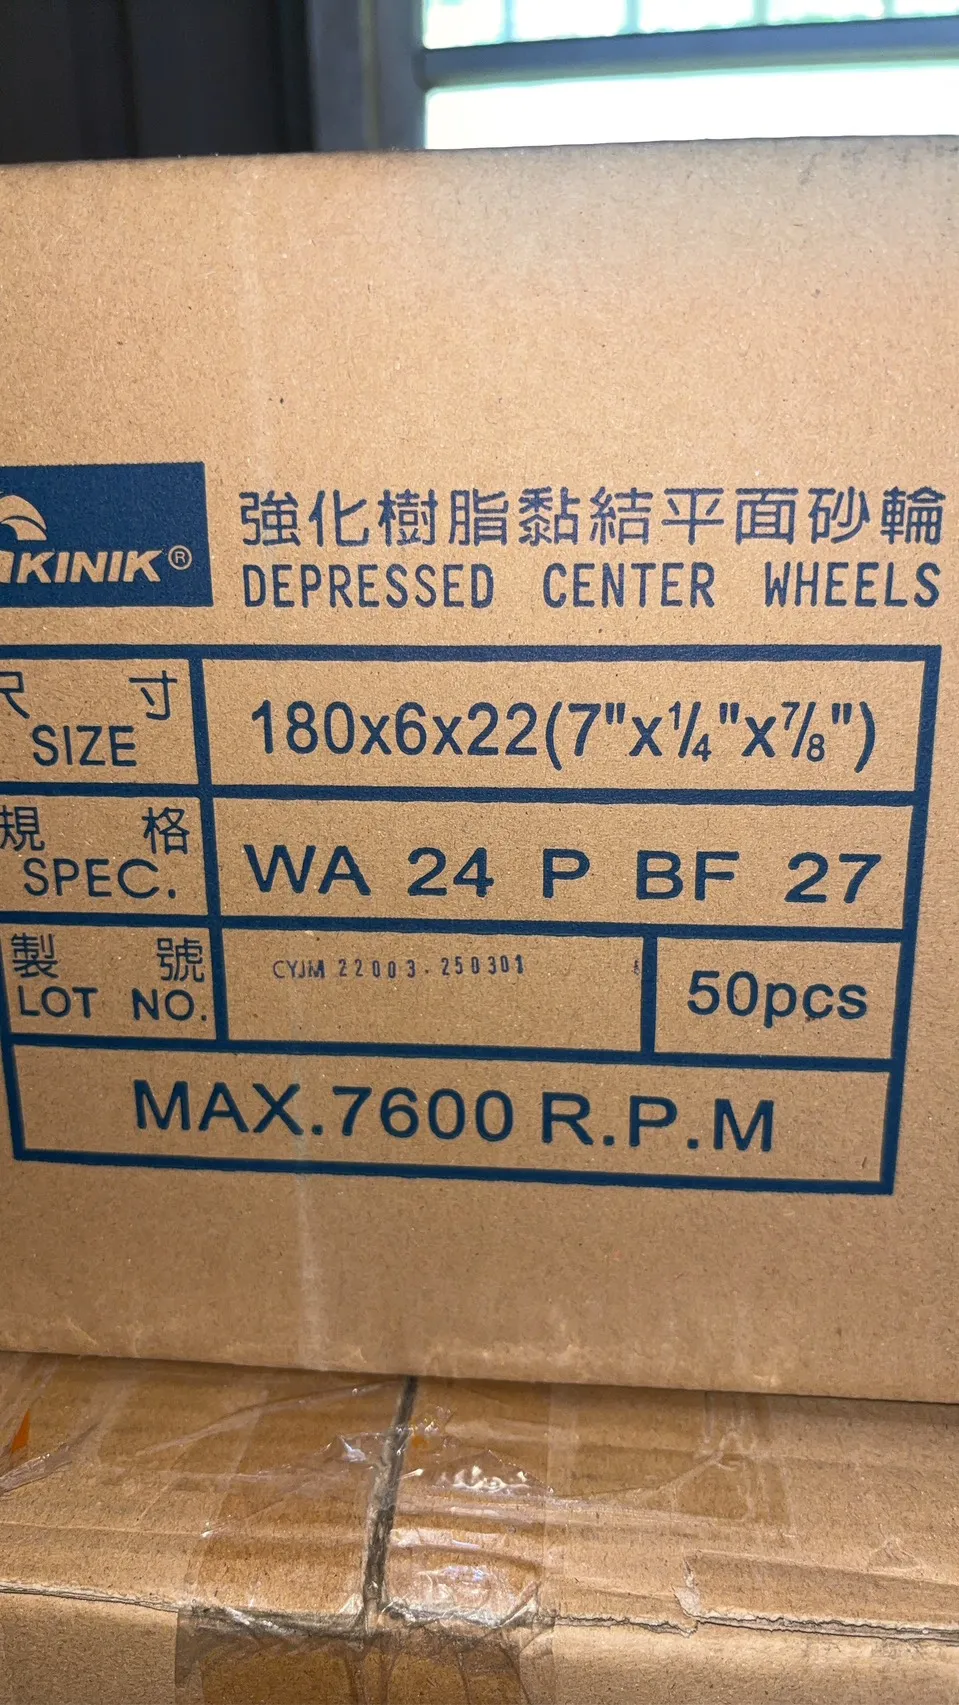 KINIK®
強化樹脂黏結平面砂輪
DEPRESSED CENTER WHEELS
尺寸
SIZE
180x6x22(7"x1/4"x7/8")
規格
SPEC.
WA 24 P BF 27
製號
LOT NO.
CYJM 22003.250301
50pcs
MAX.7600 R.P.M